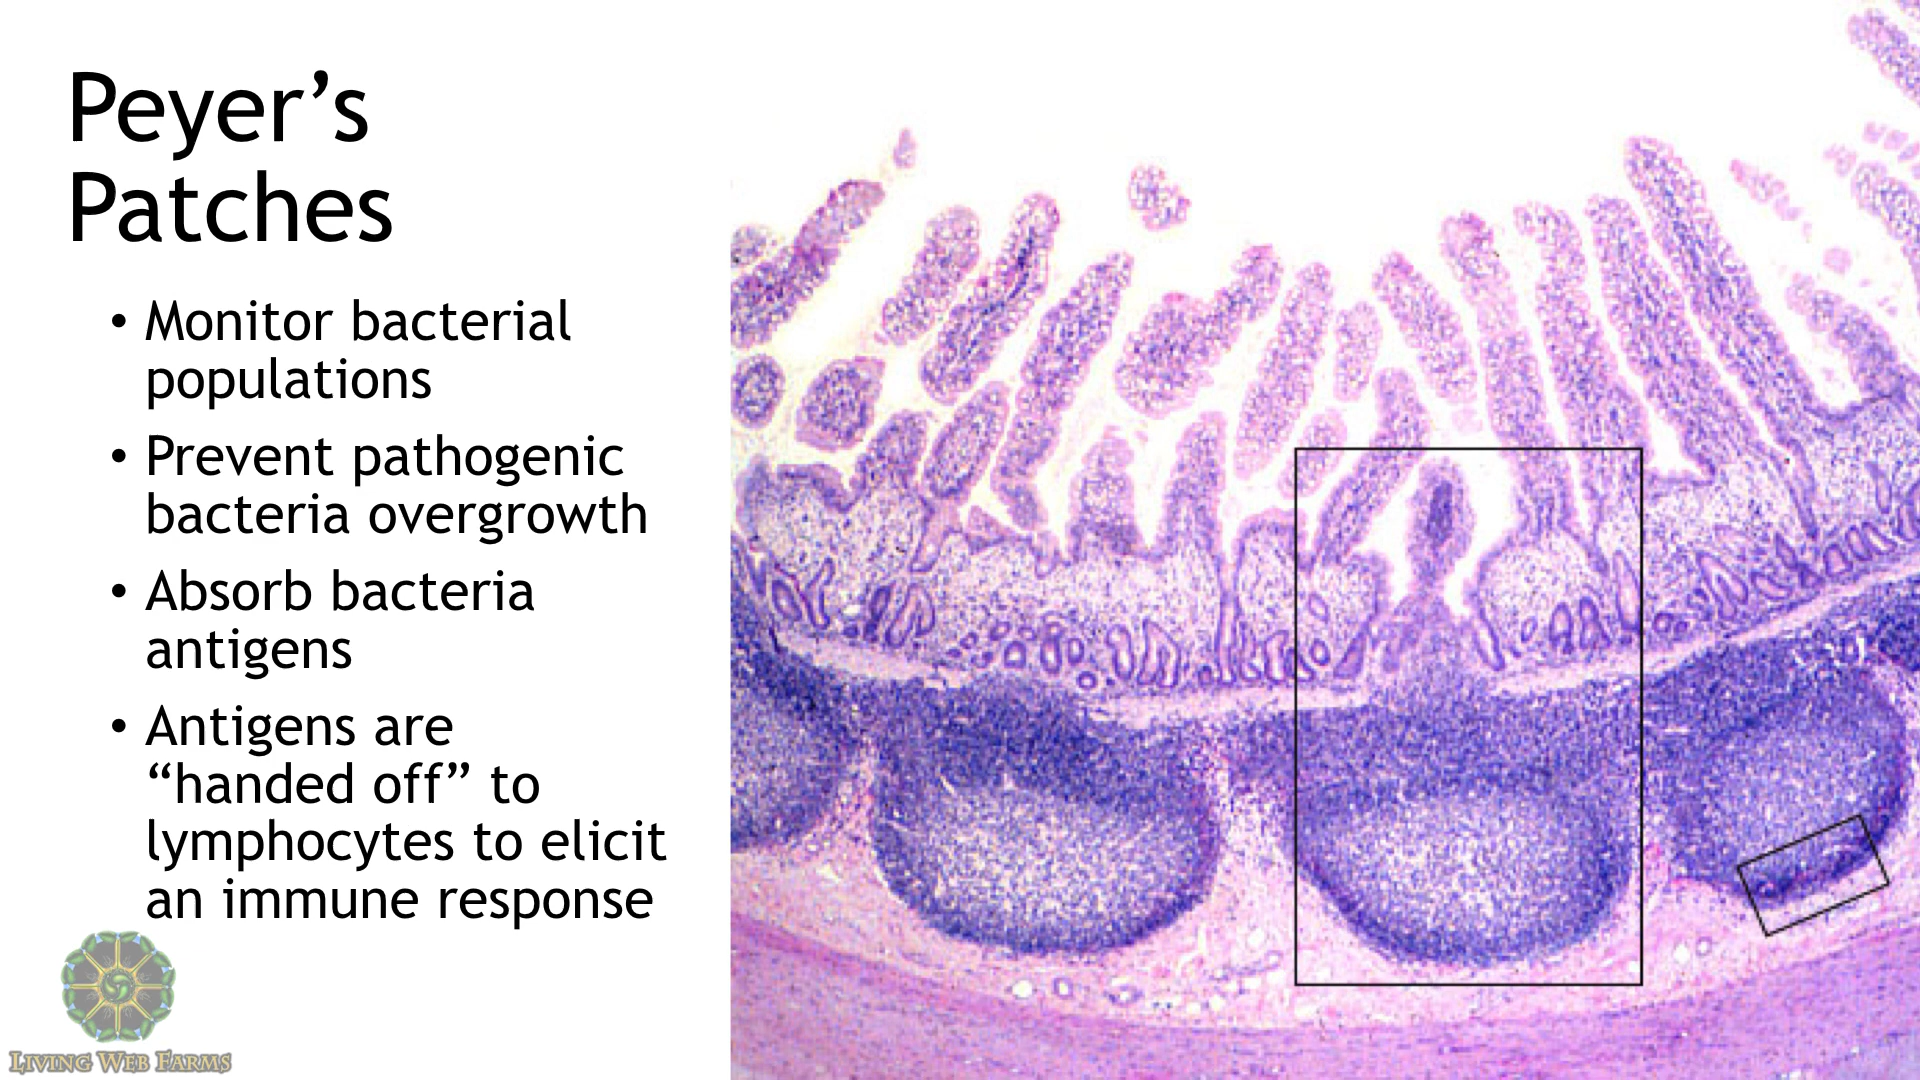 Peyer’s
Patches
• Monitor bacterial
populations
• Prevent pathogenic
bacteria overgrowth
• Absorb bacteria
antigens
• Antigens are
“handed off” to
lymphocytes to elicit
an immune response
LIVING WEB FARMS